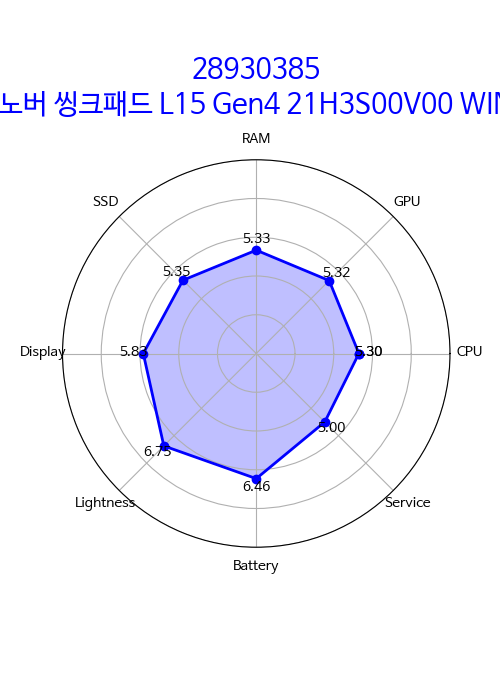 28930385
노버 씽크패드 L15 Gen4 21H3S00V00 WIN
RAM
SSD
GPU
5.33
5.35
5.32
Display
5.83
5.30
CPU
6.73
5.00
Lightness
6.46
Service
Battery